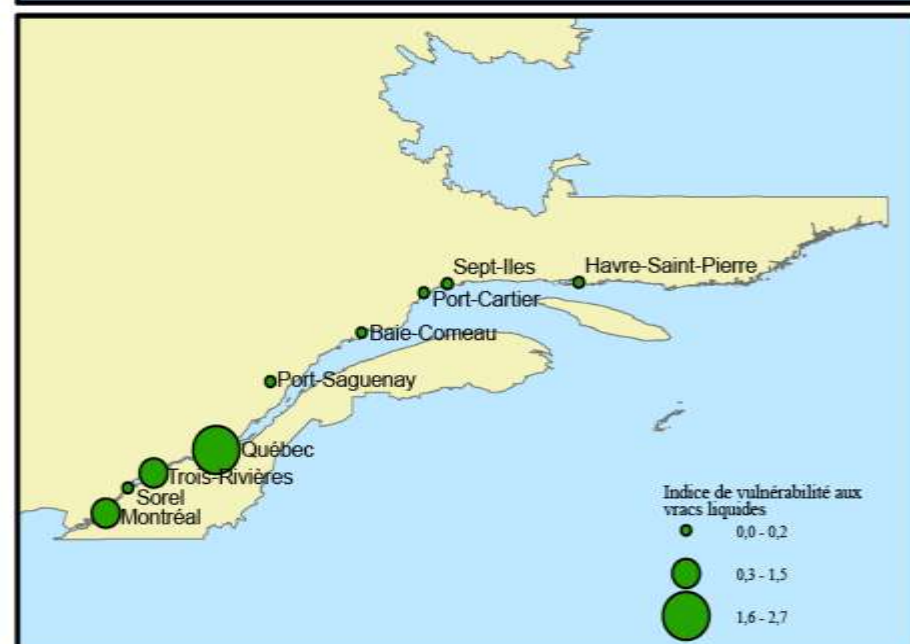 Sept-Iles
Havre-Saint-Pierre
Port-Cartier
Baie-Comeau
Port-Saguenay
Québec
Trois-Rivières
Sorel
Montréal
Indice de vulnérabilité aux
vracs liquides
0,0 - 0,2
0,3 - 1,5
1,6 - 2,7